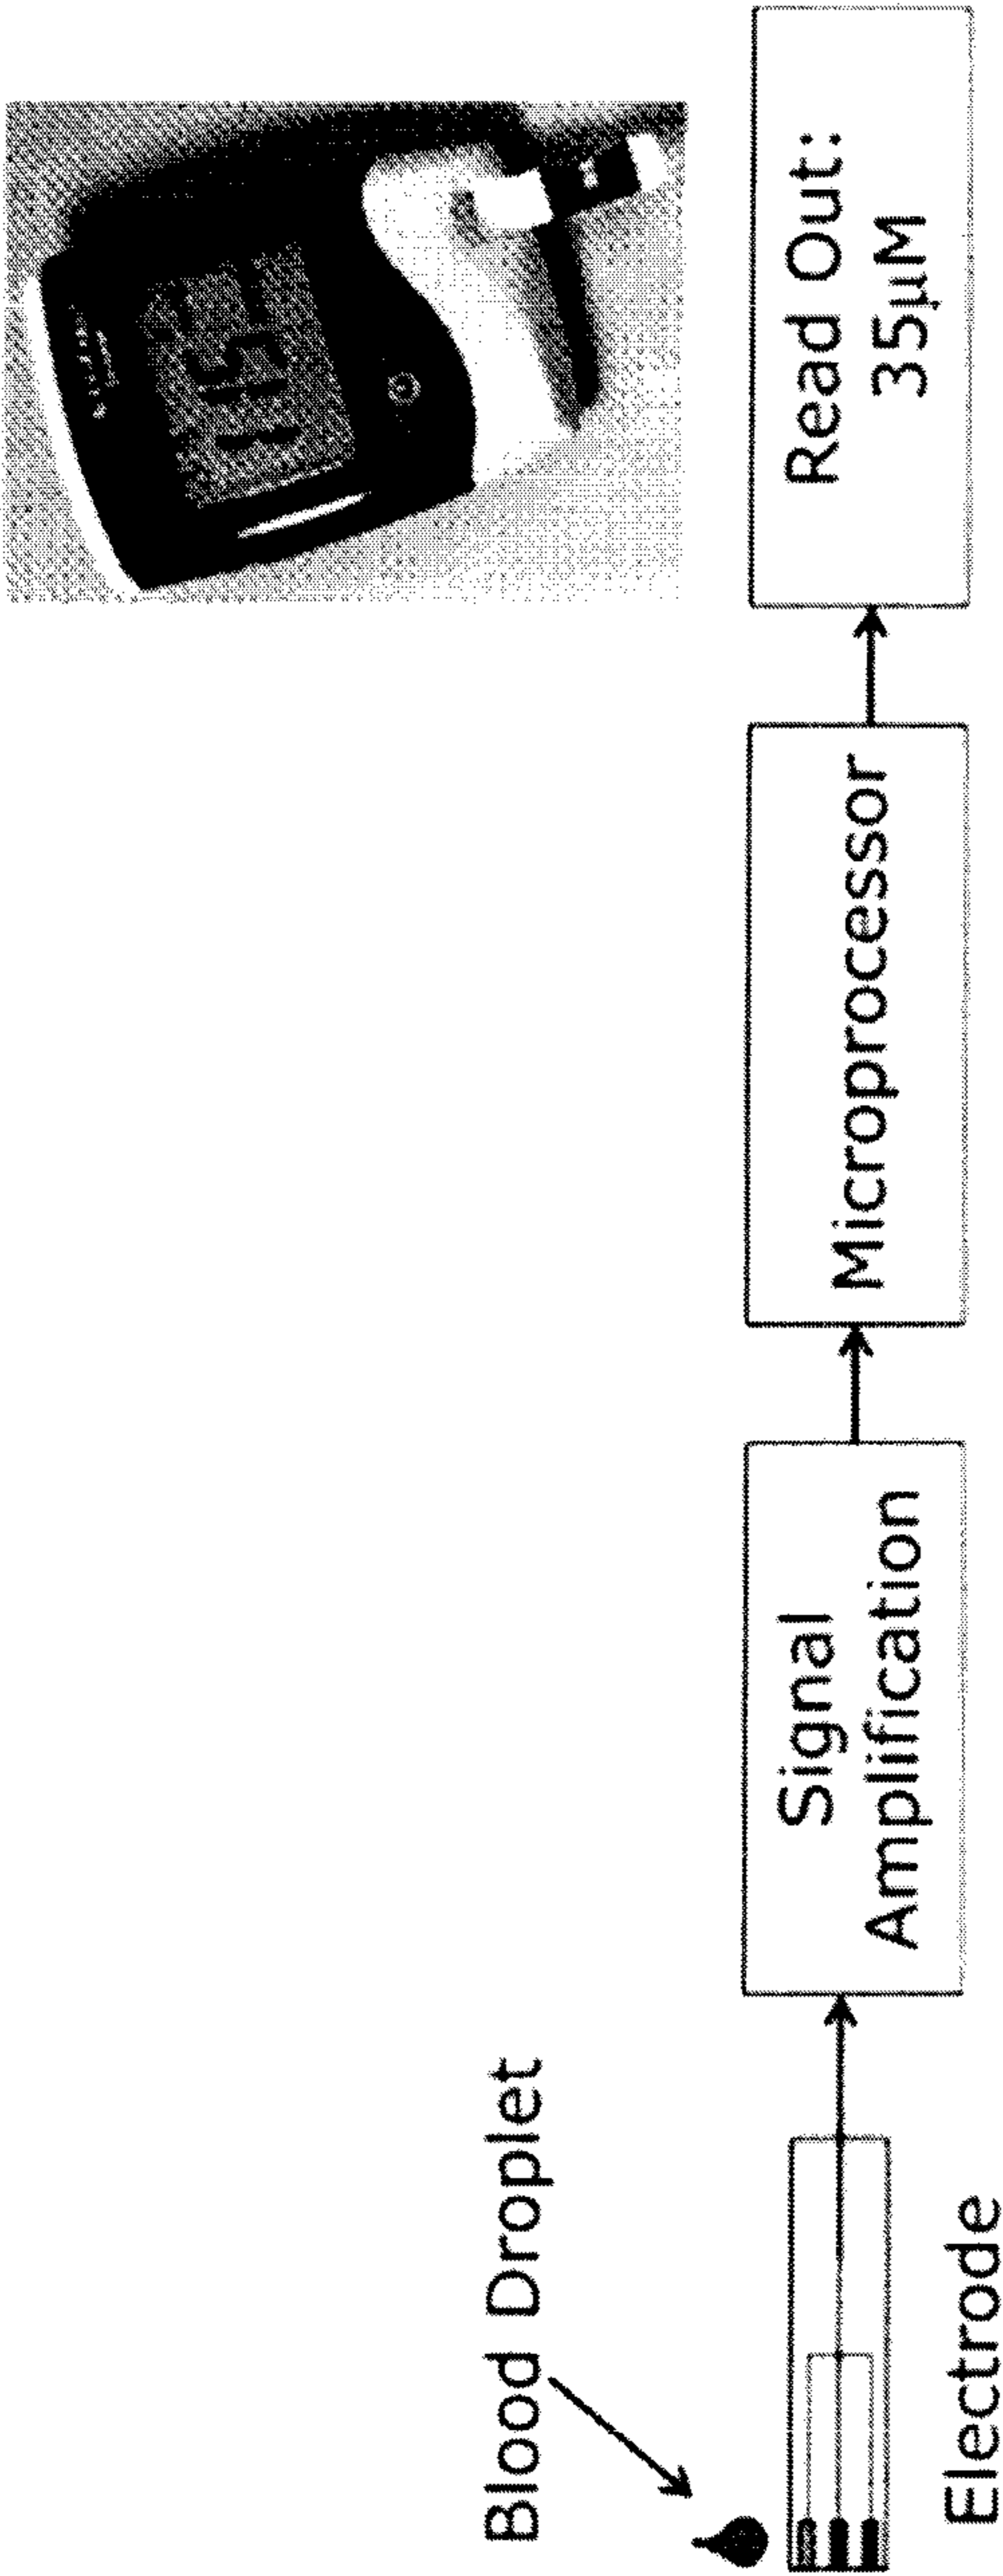 Blood Droplet
Electrode
Signal
Amplification
Microprocessor
Read Out:
35µM